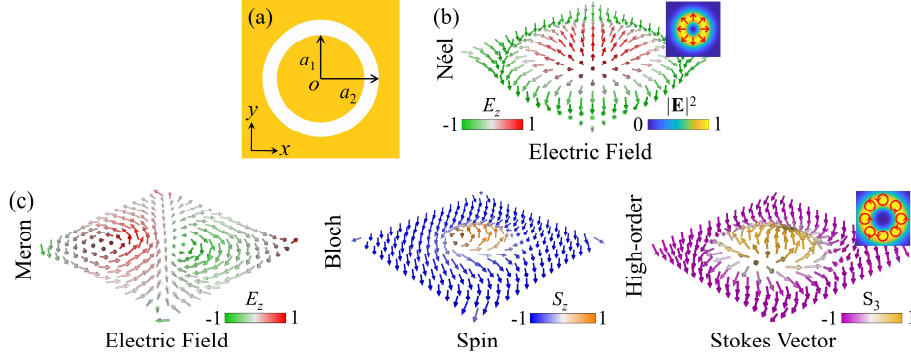 (a)
a1
o
a2
y
x
(b)
Néel
Ez
-1 1
|E|2
0 1
Electric Field
(c)
Meron
Ez
-1 1
Electric Field
Bloch
Sz
-1 1
Spin
High-order
S3
-1 1
Stokes Vector